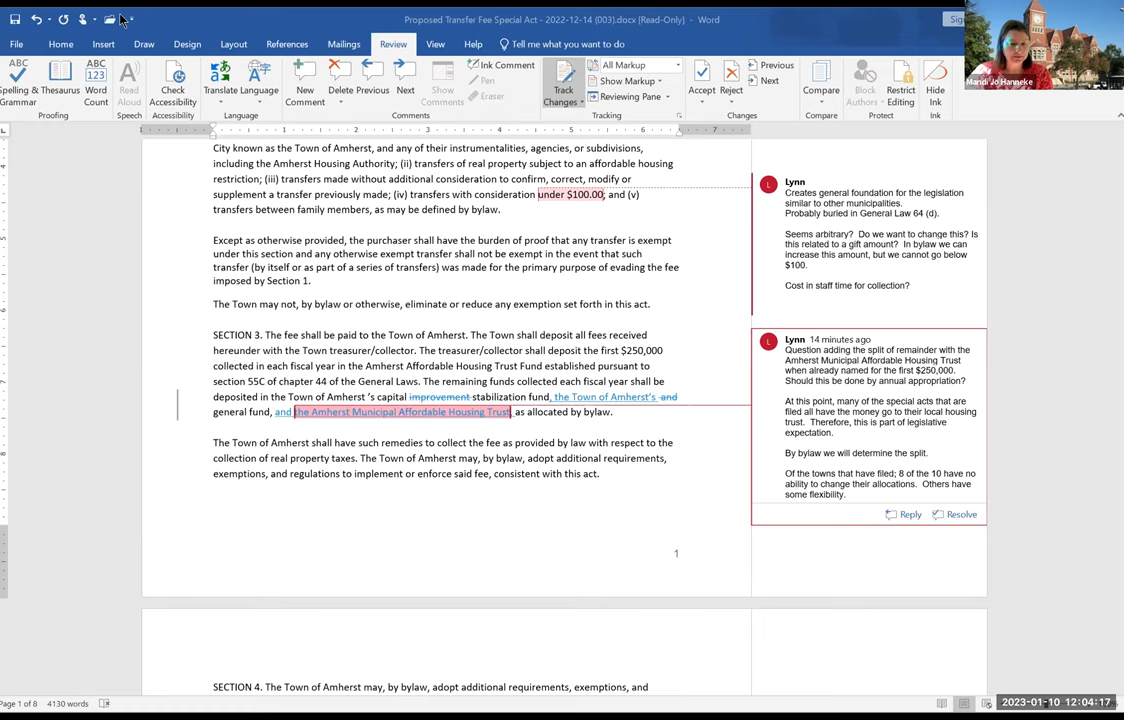 Proposed Transfer Fee Special Act - 2022-12-14 (003).docx [Read-Only] - Word
File Home Insert Draw Design Layout References Mailings Review View Help Tell me what you want to do
Mandi Jo Hanneke
Spelling & Grammar
Thesaurus
Word Count
Read Aloud
Check Accessibility
Translate
Language
New Comment
Delete
Previous
Next
Show Comments
Ink Comment
Pen
Eraser
Track Changes
All Markup
Show Markup
Reviewing Pane
Accept
Reject
Previous
Next
Compare
Block Authors
Restrict Editing
Hide Ink
Proofing Speech Accessibility Language Comments Tracking Changes Compare Protect Ink
1 1 2 3 4 5 6 7
City known as the Town of Amherst, and any of their instrumentalities, agencies, or subdivisions,
including the Amherst Housing Authority; (ii) transfers of real property subject to an affordable housing
restriction; (iii) transfers made without additional consideration to confirm, correct, modify or
supplement a transfer previously made; (iv) transfers with consideration under $100.00; and (v)
transfers between family members, as may be defined by bylaw.
Except as otherwise provided, the purchaser shall have the burden of proof that any transfer is exempt
under this section and any otherwise exempt transfer shall not be exempt in the event that such
transfer (by itself or as part of a series of transfers) was made for the primary purpose of evading the fee
imposed by Section 1.
The Town may not, by bylaw or otherwise, eliminate or reduce any exemption set forth in this act.
SECTION 3. The fee shall be paid to the Town of Amherst. The Town shall deposit all fees received
hereunder with the Town treasurer/collector. The treasurer/collector shall deposit the first $250,000
collected in each fiscal year in the Amherst Affordable Housing Trust Fund established pursuant to
section 55C of chapter 44 of the General Laws. The remaining funds collected each fiscal year shall be
deposited in the Town of Amherst 's capital improvement stabilization fund, the Town of Amherst's and
general fund, and the Amherst Municipal Affordable Housing Trust, as allocated by bylaw.
The Town of Amherst shall have such remedies to collect the fee as provided by law with respect to the
collection of real property taxes. The Town of Amherst may, by bylaw, adopt additional requirements,
exemptions, and regulations to implement or enforce said fee, consistent with this act.
1
SECTION 4. The Town of Amherst may, by bylaw, adopt additional requirements, exemptions, and
L Lynn
Creates general foundation for the legislation
similar to other municipalities.
Probably buried in General Law 64 (d).
Seems arbitrary? Do we want to change this? Is
this related to a gift amount? In bylaw we can
increase this amount, but we cannot go below
$100.
Cost in staff time for collection?
L Lynn 14 minutes ago
Question adding the split of remainder with the
Amherst Municipal Affordable Housing Trust
when already named for the first $250,000.
Should this be done by annual appropriation?
At this point, many of the special acts that are
filed all have the money go to their local housing
trust. Therefore, this is part of legislative
expectation.
By bylaw we will determine the split.
Of the towns that have filed; 8 of the 10 have no
ability to change their allocations. Others have
some flexibility.
Reply Resolve
Page 1 of 8 4130 words
2023-01-10 12:04:17